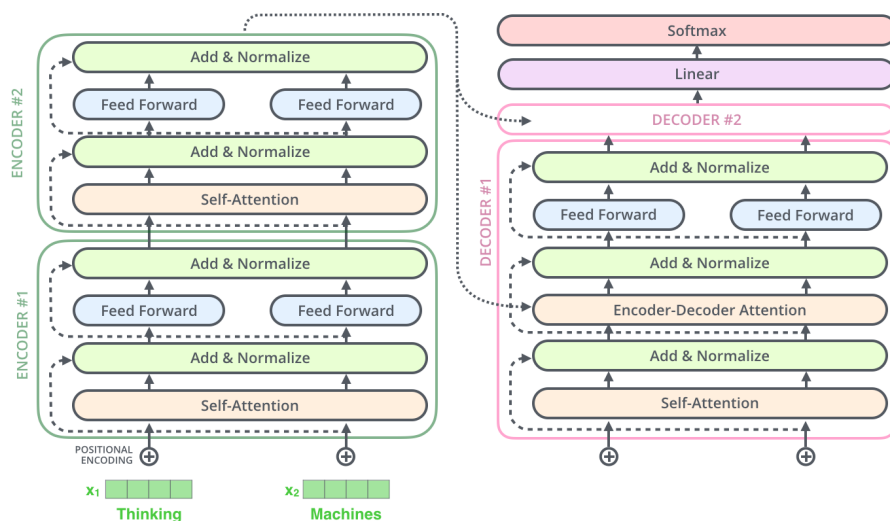 ENCODER #2
Add & Normalize
Feed Forward
Feed Forward
Add & Normalize
Self-Attention
ENCODER #1
Add & Normalize
Feed Forward
Feed Forward
Add & Normalize
Self-Attention
POSITIONAL
ENCODING
x₁
x₂
Thinking
Machines
Softmax
Linear
DECODER #2
DECODER #1
Add & Normalize
Feed Forward
Feed Forward
Add & Normalize
Encoder-Decoder Attention
Add & Normalize
Self-Attention